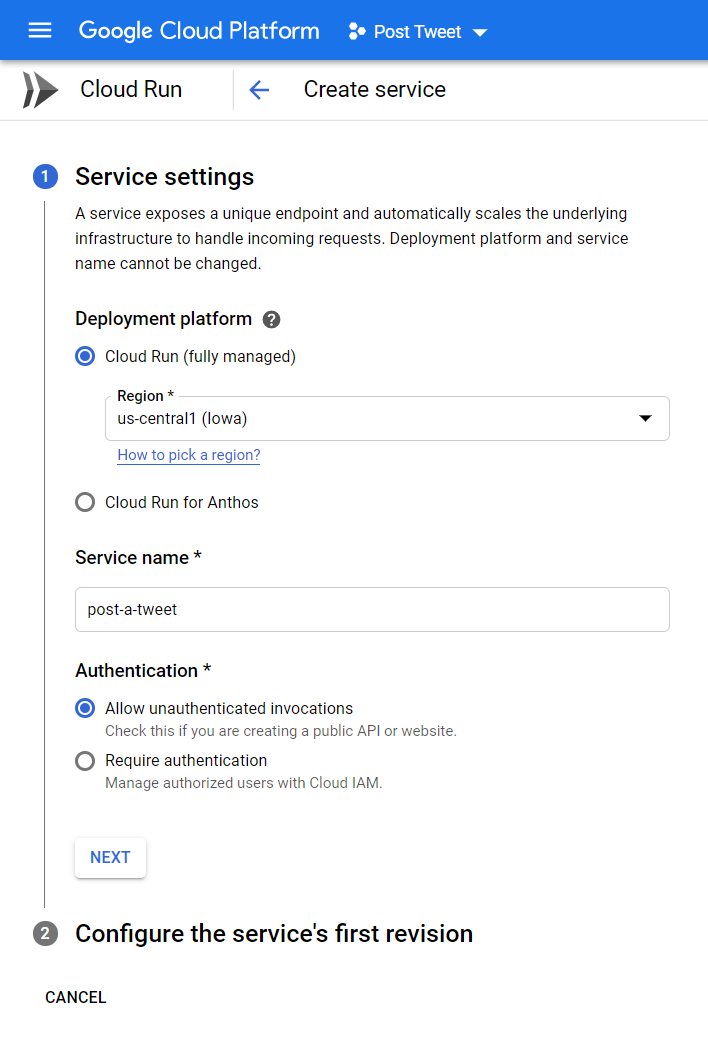 Google Cloud Platform Post Tweet
Cloud Run Create service
1 Service settings
A service exposes a unique endpoint and automatically scales the underlying
infrastructure to handle incoming requests. Deployment platform and service
name cannot be changed.
Deployment platform ?
Cloud Run (fully managed)
Region *
us-central1 (Iowa)
How to pick a region?
Cloud Run for Anthos
Service name *
post-a-tweet
Authentication *
Allow unauthenticated invocations
Check this if you are creating a public API or website.
Require authentication
Manage authorized users with Cloud IAM.
NEXT
2 Configure the service's first revision
CANCEL